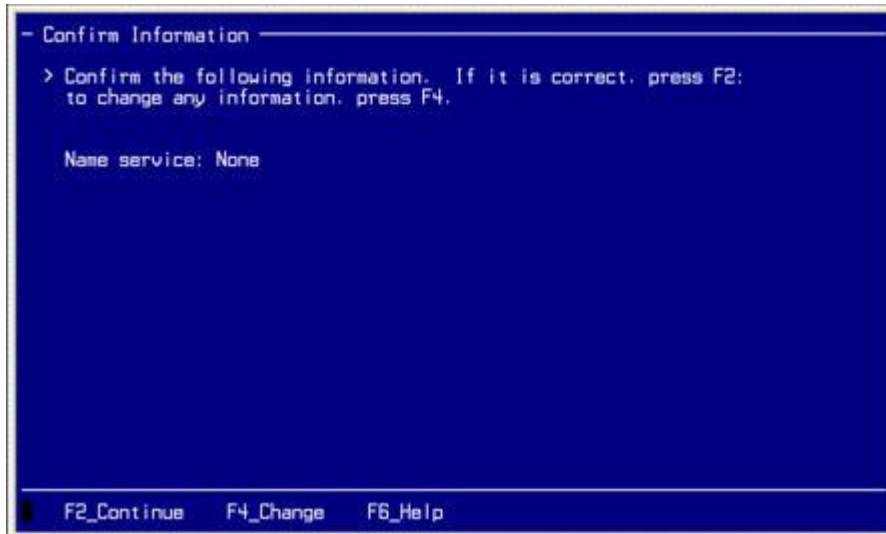 - Confirm Information
> Confirm the following information. If it is correct, press F2;
to change any information, press F4.
Name service: None
F2_Continue F4_Change F6_Help